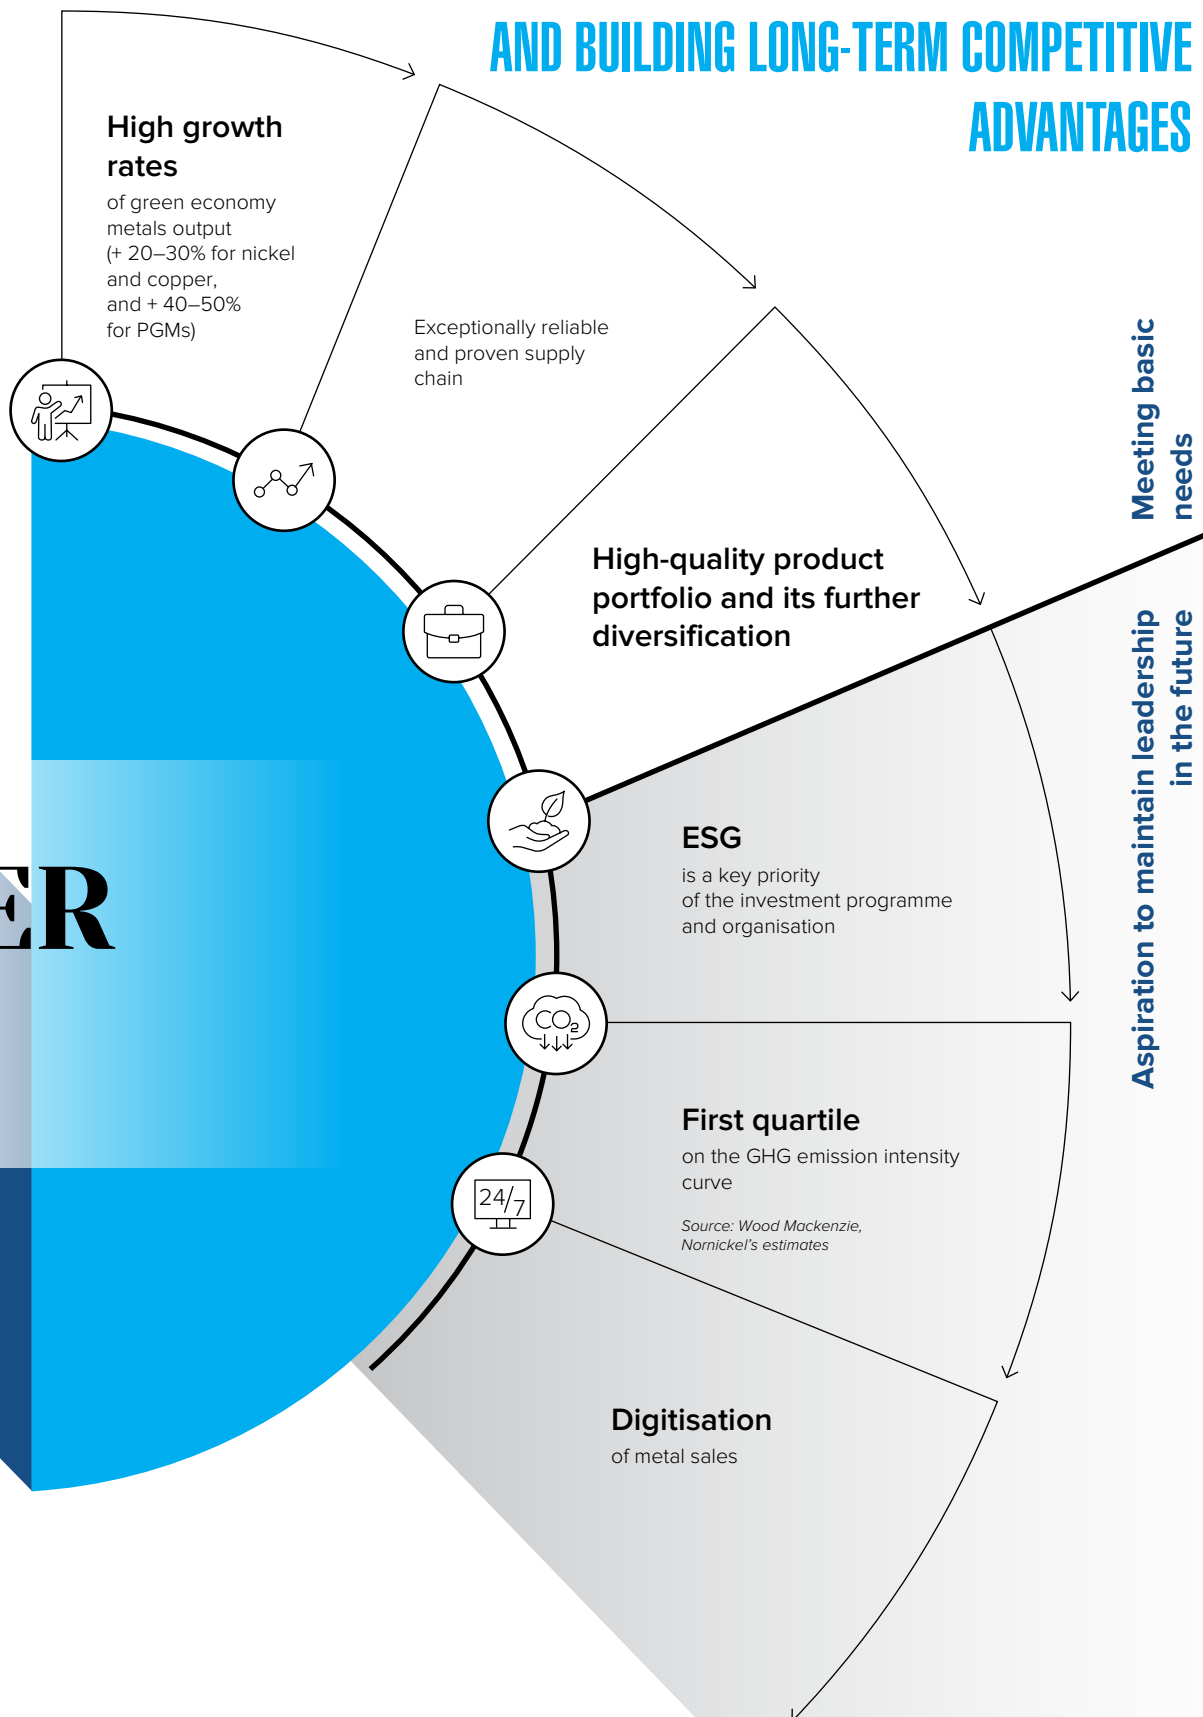 AND BUILDING LONG-TERM COMPETITIVE
ADVANTAGES
High growth
rates
of green economy
metals output
(+ 20–30% for nickel
and copper,
and + 40–50%
for PGMs)
Exceptionally reliable
and proven supply
chain
High-quality product
portfolio and its further
diversification
Meeting basic
needs
Aspiration to maintain leadership
in the future
ER
ESG
is a key priority
of the investment programme
and organisation
CO2
First quartile
on the GHG emission intensity
curve
Source: Wood Mackenzie,
Nornickel’s estimates
24/7
Digitisation
of metal sales